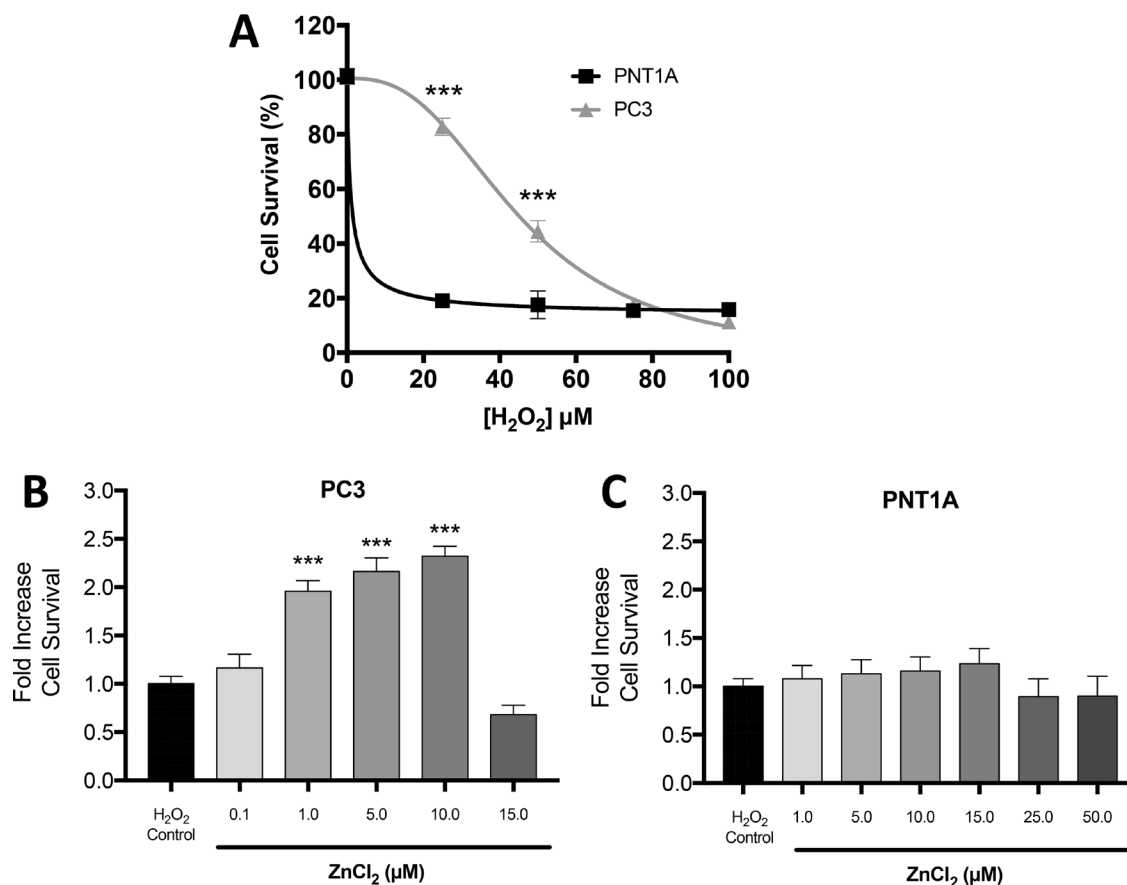 A
120
100
80
60
40
20
0
Cell Survival (%)
***
***
PNT1A
PC3
0 20 40 60 80 100
[H₂O₂] µM
B
PC3
3.0
2.5
2.0
1.5
1.0
0.5
0.0
Fold Increase
Cell Survival
*** *** ***
H₂O₂
Control
0.1 1.0 5.0 10.0 15.0
ZnCl₂ (µM)
C
PNT1A
3.0
2.5
2.0
1.5
1.0
0.5
0.0
Fold Increase
Cell Survival
H₂O₂
Control
1.0 5.0 10.0 15.0 25.0 50.0
ZnCl₂ (µM)